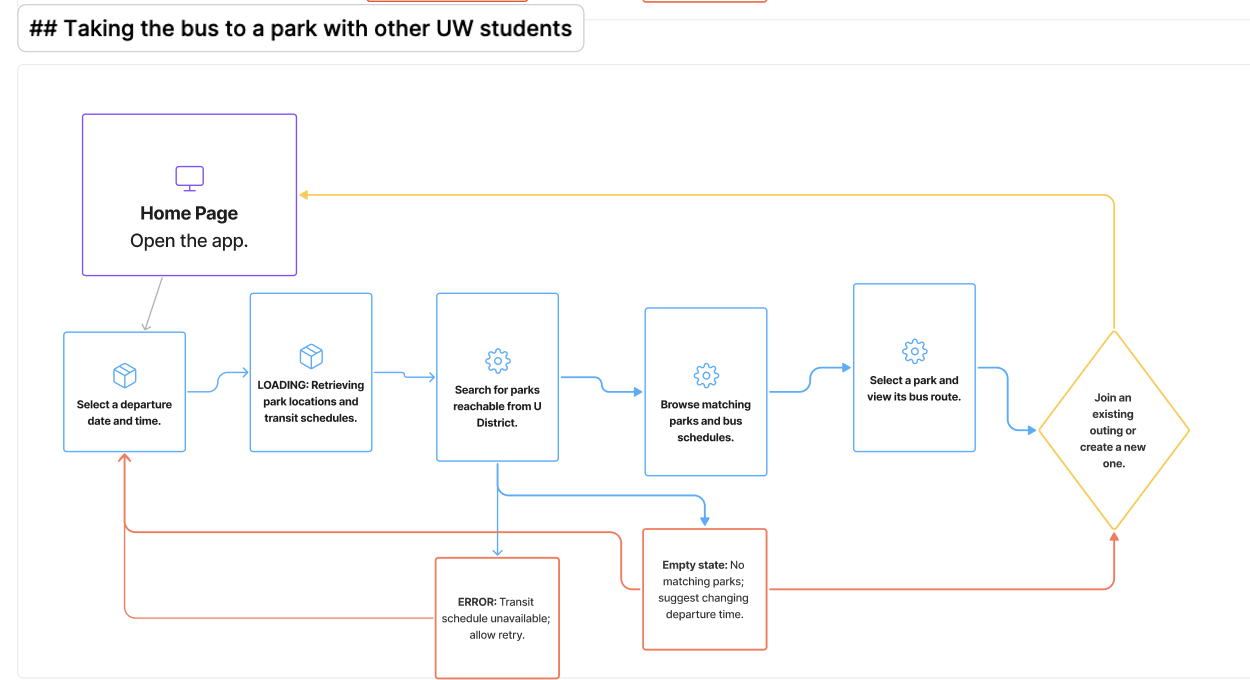 ## Taking the bus to a park with other UW students
Home Page
Open the app.
Select a departure
date and time.
LOADING: Retrieving
park locations and
transit schedules.
Search for parks
reachable from U
District.
Browse matching
parks and bus
schedules.
Select a park and
view its bus route.
Join an
existing
outing or
create a new
one.
ERROR: Transit
schedule unavailable;
allow retry.
Empty state: No
matching parks;
suggest changing
departure time.